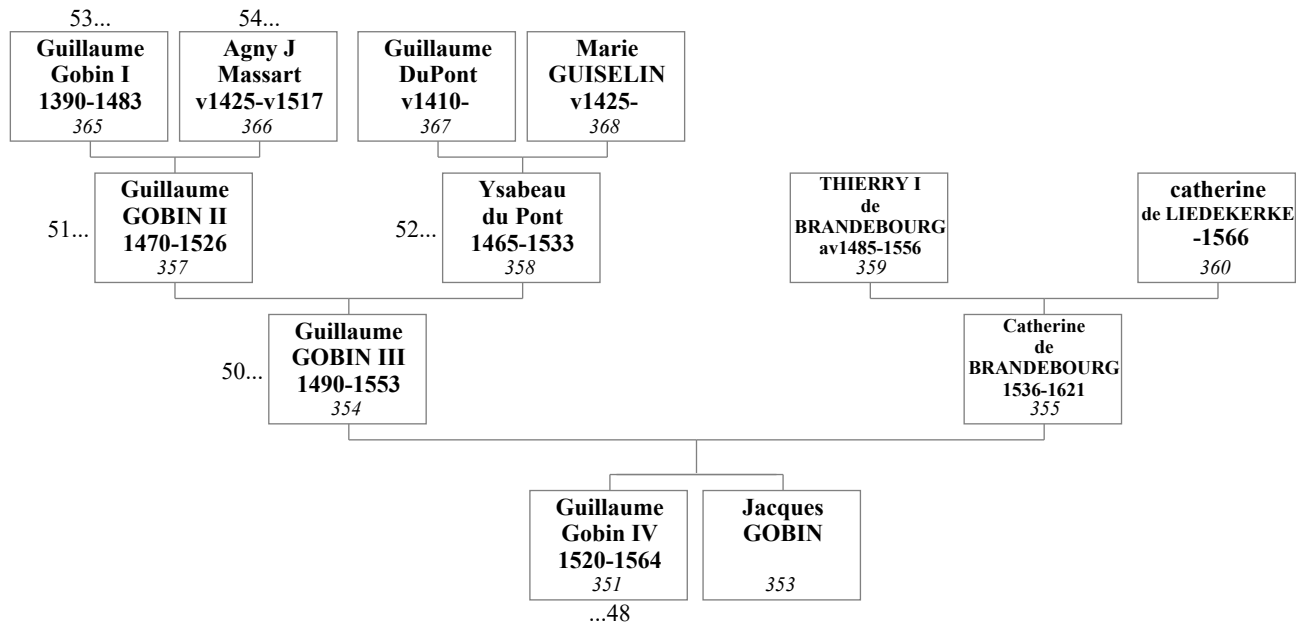 53...
54...
Guillaume
Gobin I
1390-1483
365
Agny J
Massart
v1425-v1517
366
Guillaume
DuPont
v1410-
367
Marie
GUISELIN
v1425-
368
51...
Guillaume
GOBIN II
1470-1526
357
52...
Ysabeau
du Pont
1465-1533
358
THIERRY I
de
BRANDEBOURG
av1485-1556
359
catherine
de LIEDEKERKE
-1566
360
50...
Guillaume
GOBIN III
1490-1553
354
Catherine
de
BRANDEBOURG
1536-1621
355
Guillaume
Gobin IV
1520-1564
351
Jacques
GOBIN
353
...48